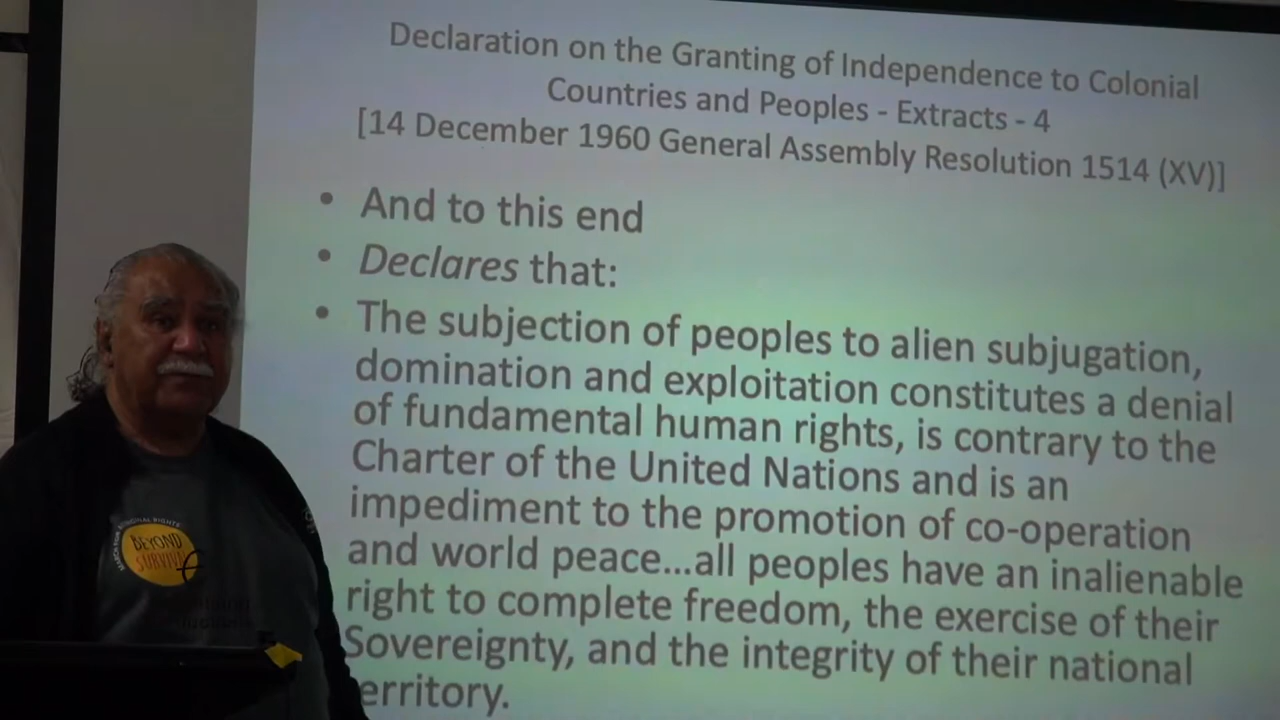 Declaration on the Granting of Independence to Colonial
Countries and Peoples - Extracts - 4
[14 December 1960 General Assembly Resolution 1514 (XV)]
• And to this end
• Declares that:
• The subjection of peoples to alien subjugation,
domination and exploitation constitutes a denial
of fundamental human rights, is contrary to the
Charter of the United Nations and is an
impediment to the promotion of co-operation
and world peace...all peoples have an inalienable
right to complete freedom, the exercise of their
Sovereignty, and the integrity of their national
erritory.
BEYOND